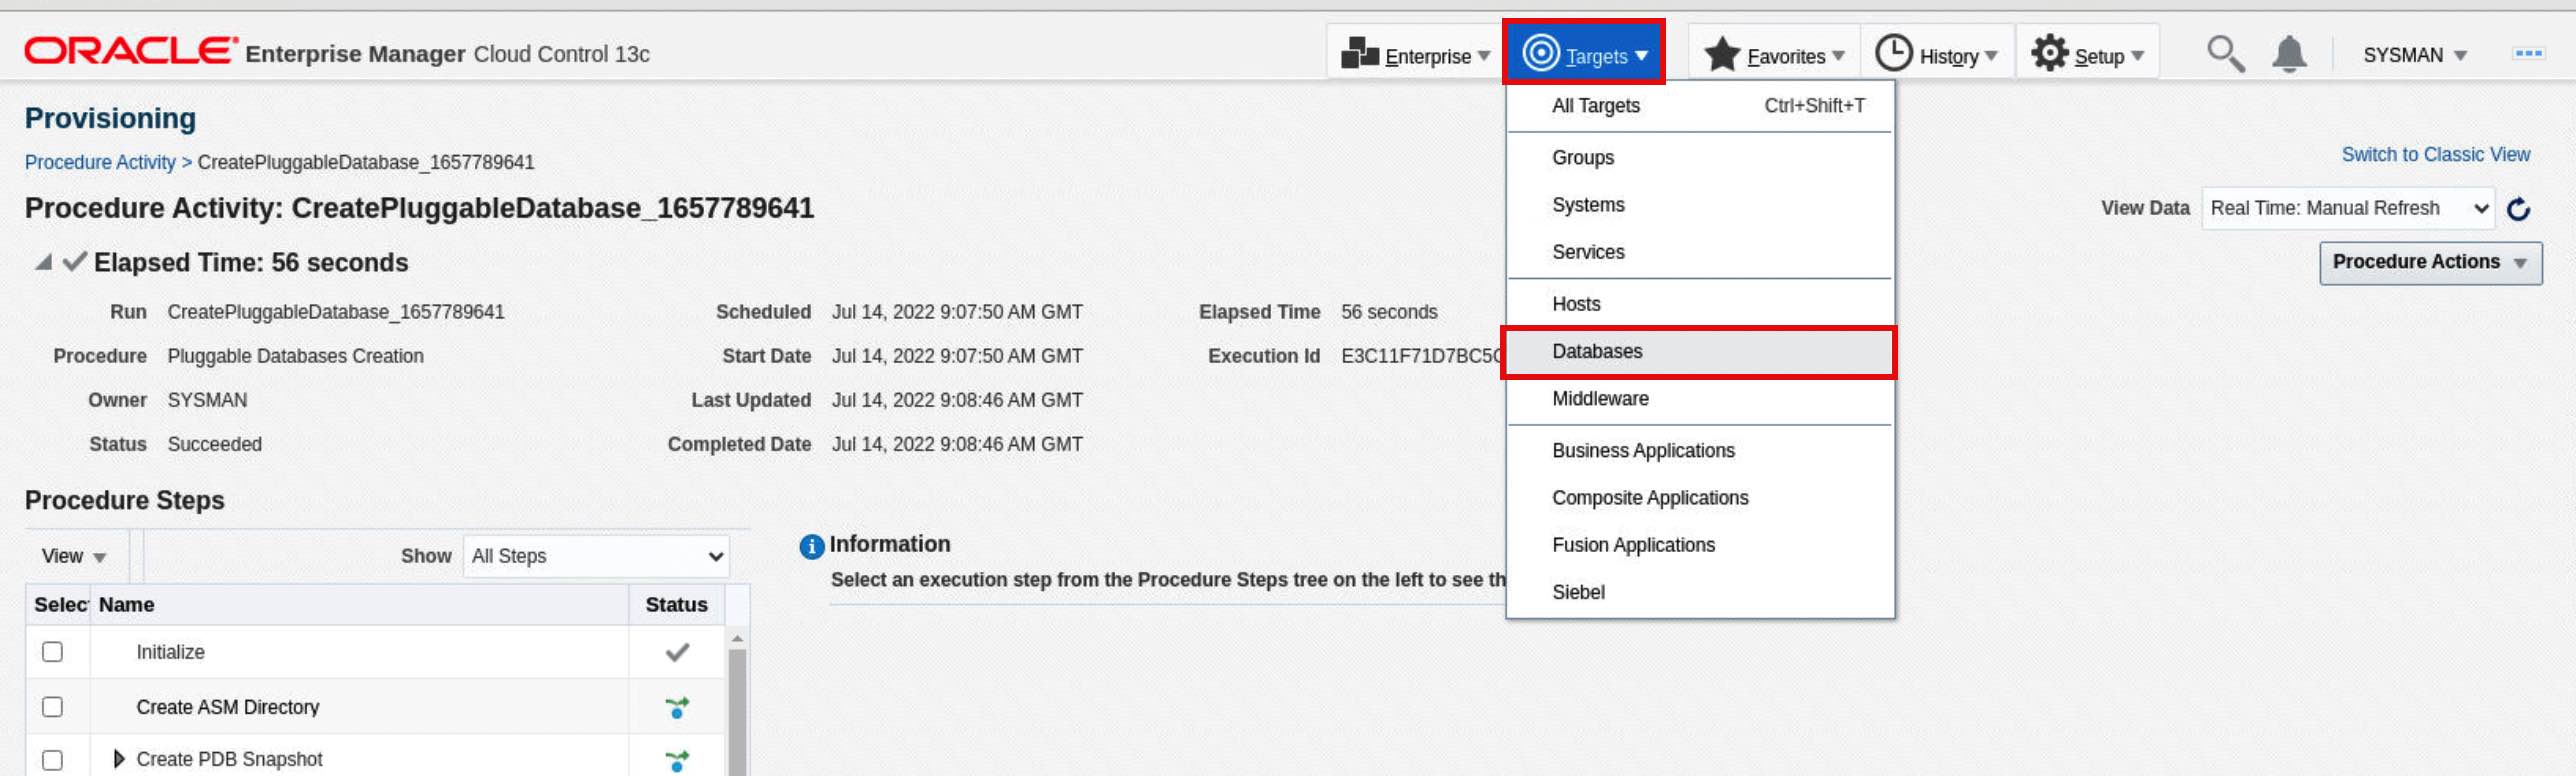 ORACLE Enterprise Manager Cloud Control 13c Enterprise Targets Favorites History Setup SYSMAN
Provisioning
Procedure Activity > CreatePluggableDatabase_1657789641
Switch to Classic View
Procedure Activity: CreatePluggableDatabase_1657789641
View Data Real Time: Manual Refresh
Elapsed Time: 56 seconds
Procedure Actions
Run CreatePluggableDatabase_1657789641 Scheduled Jul 14, 2022 9:07:50 AM GMT Elapsed Time 56 seconds
Procedure Pluggable Databases Creation Start Date Jul 14, 2022 9:07:50 AM GMT Execution Id E3C11F71D7BC5
Owner SYSMAN Last Updated Jul 14, 2022 9:08:46 AM GMT
Status Succeeded Completed Date Jul 14, 2022 9:08:46 AM GMT
All Targets Ctrl+Shift+T
Groups
Systems
Services
Hosts
Databases
Middleware
Business Applications
Composite Applications
Fusion Applications
Siebel
Procedure Steps
View Show All Steps
Selec Name Status
Initialize
Create ASM Directory
Create PDB Snapshot
Information
Select an execution step from the Procedure Steps tree on the left to see th